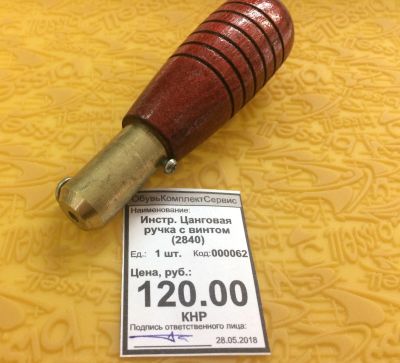 ОбувьКомплектСервис
Наименование:
Инстр. Цанговая
ручка с винтом
(2840)
Ед.: 1 шт. Код:000062
Цена, руб.:
120.00
КНР
Подпись ответственного лица:
28.05.2018